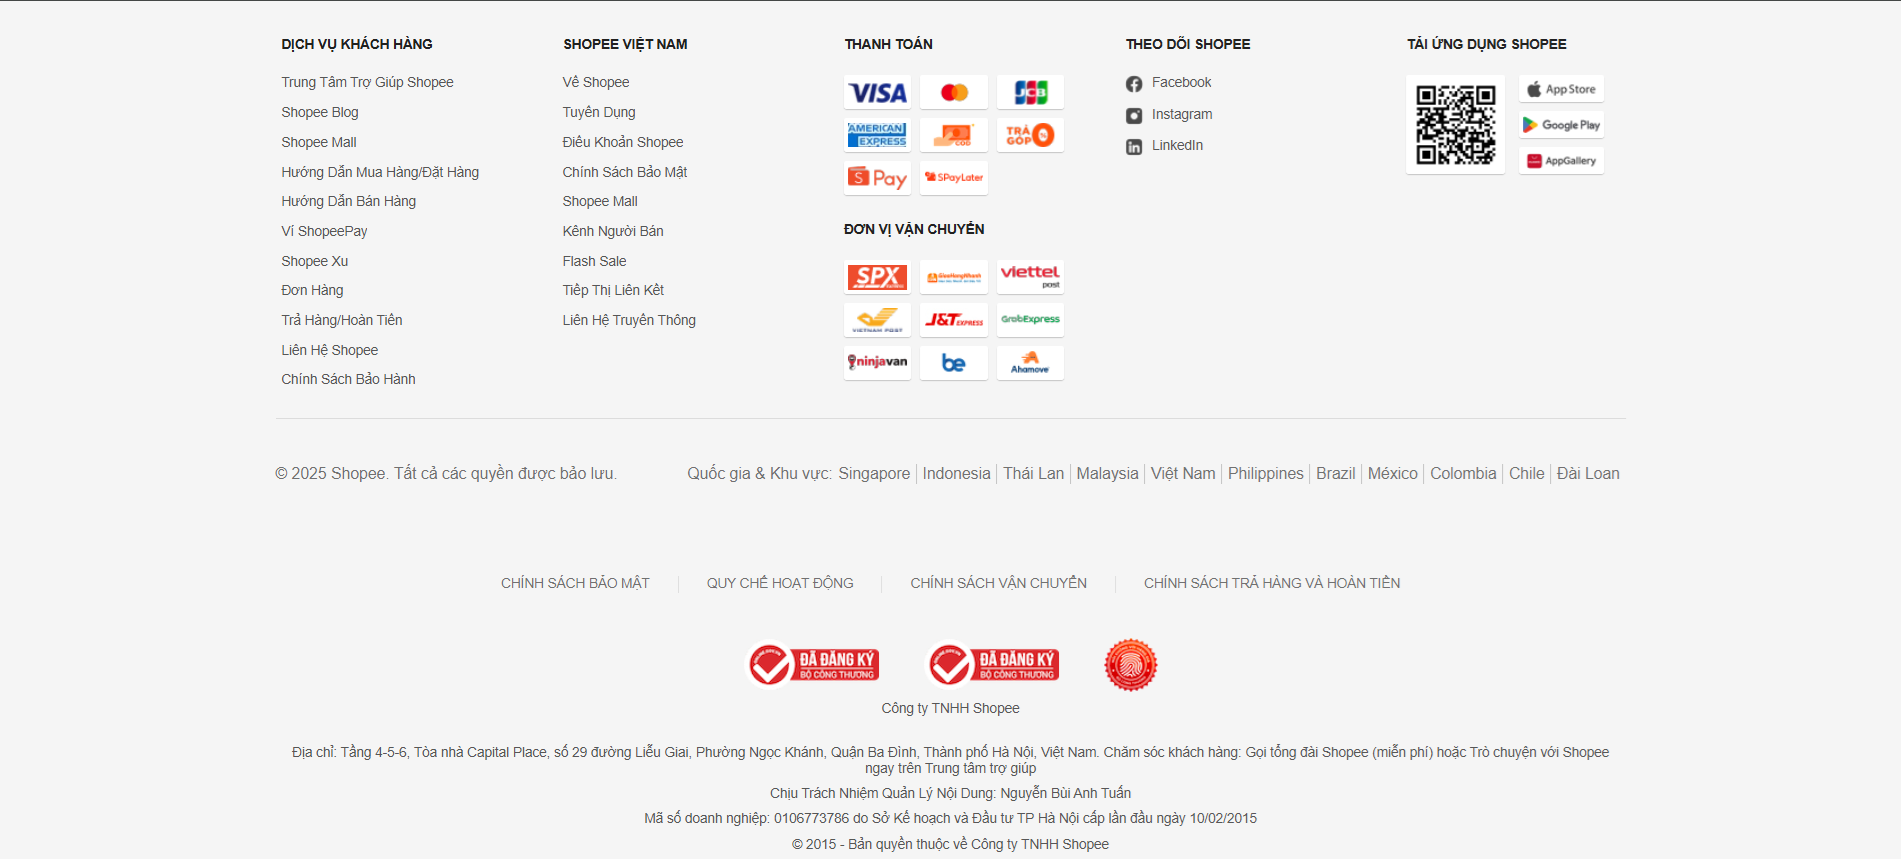 DỊCH VỤ KHÁCH HÀNG
Trung Tâm Trợ Giúp Shopee
Shopee Blog
Shopee Mall
Hướng Dẫn Mua Hàng/Đặt Hàng
Hướng Dẫn Bán Hàng
Ví ShopeePay
Shopee Xu
Đơn Hàng
Trả Hàng/Hoàn Tiền
Liên Hệ Shopee
Chính Sách Bảo Hành
SHOPEE VIỆT NAM
Về Shopee
Tuyển Dụng
Điều Khoản Shopee
Chính Sách Bảo Mật
Shopee Mall
Kênh Người Bán
Flash Sale
Tiếp Thị Liên Kết
Liên Hệ Truyền Thông
THANH TOÁN
VISA
JCB
AMERICAN EXPRESS
COD
TRẢ GÓP 0%
S Pay
SPayLater
ĐƠN VỊ VẬN CHUYỂN
SPX EXPRESS
GiaoHangNhanh
viettel post
VIETNAM POST
J&T EXPRESS
GrabExpress
ninjavan
be
Ahamove
THEO DÕI SHOPEE
Facebook
Instagram
LinkedIn
TẢI ỨNG DỤNG SHOPEE
App Store
Google Play
AppGallery
© 2025 Shopee. Tất cả các quyền được bảo lưu.
Quốc gia & Khu vực: Singapore Indonesia Thái Lan Malaysia Việt Nam Philippines Brazil México Colombia Chile Đài Loan
CHÍNH SÁCH BẢO MẬT
QUY CHẾ HOẠT ĐỘNG
CHÍNH SÁCH VẬN CHUYỂN
CHÍNH SÁCH TRẢ HÀNG VÀ HOÀN TIỀN
ĐÃ ĐĂNG KÝ
BỘ CÔNG THƯƠNG
ĐÃ ĐĂNG KÝ
BỘ CÔNG THƯƠNG
Công ty TNHH Shopee
Địa chỉ: Tầng 4-5-6, Tòa nhà Capital Place, số 29 đường Liễu Giai, Phường Ngọc Khánh, Quận Ba Đình, Thành phố Hà Nội, Việt Nam. Chăm sóc khách hàng: Gọi tổng đài Shopee (miễn phí) hoặc Trò chuyện với Shopee
ngay trên Trung tâm trợ giúp
Chịu Trách Nhiệm Quản Lý Nội Dung: Nguyễn Bùi Anh Tuấn
Mã số doanh nghiệp: 0106773786 do Sở Kế hoạch và Đầu tư TP Hà Nội cấp lần đầu ngày 10/02/2015
© 2015 - Bản quyền thuộc về Công ty TNHH Shopee